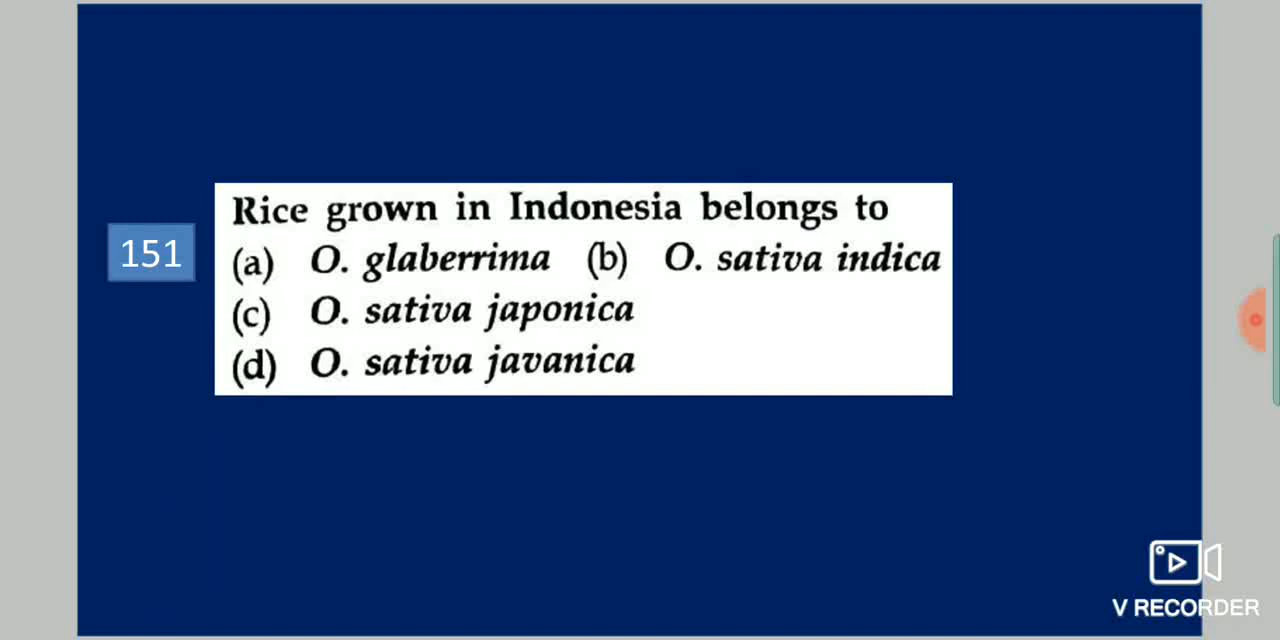 151
Rice grown in Indonesia belongs to
(a) O. glaberrima (b) O. sativa indica
(c) O. sativa japonica
(d) O. sativa javanica
V RECORDER